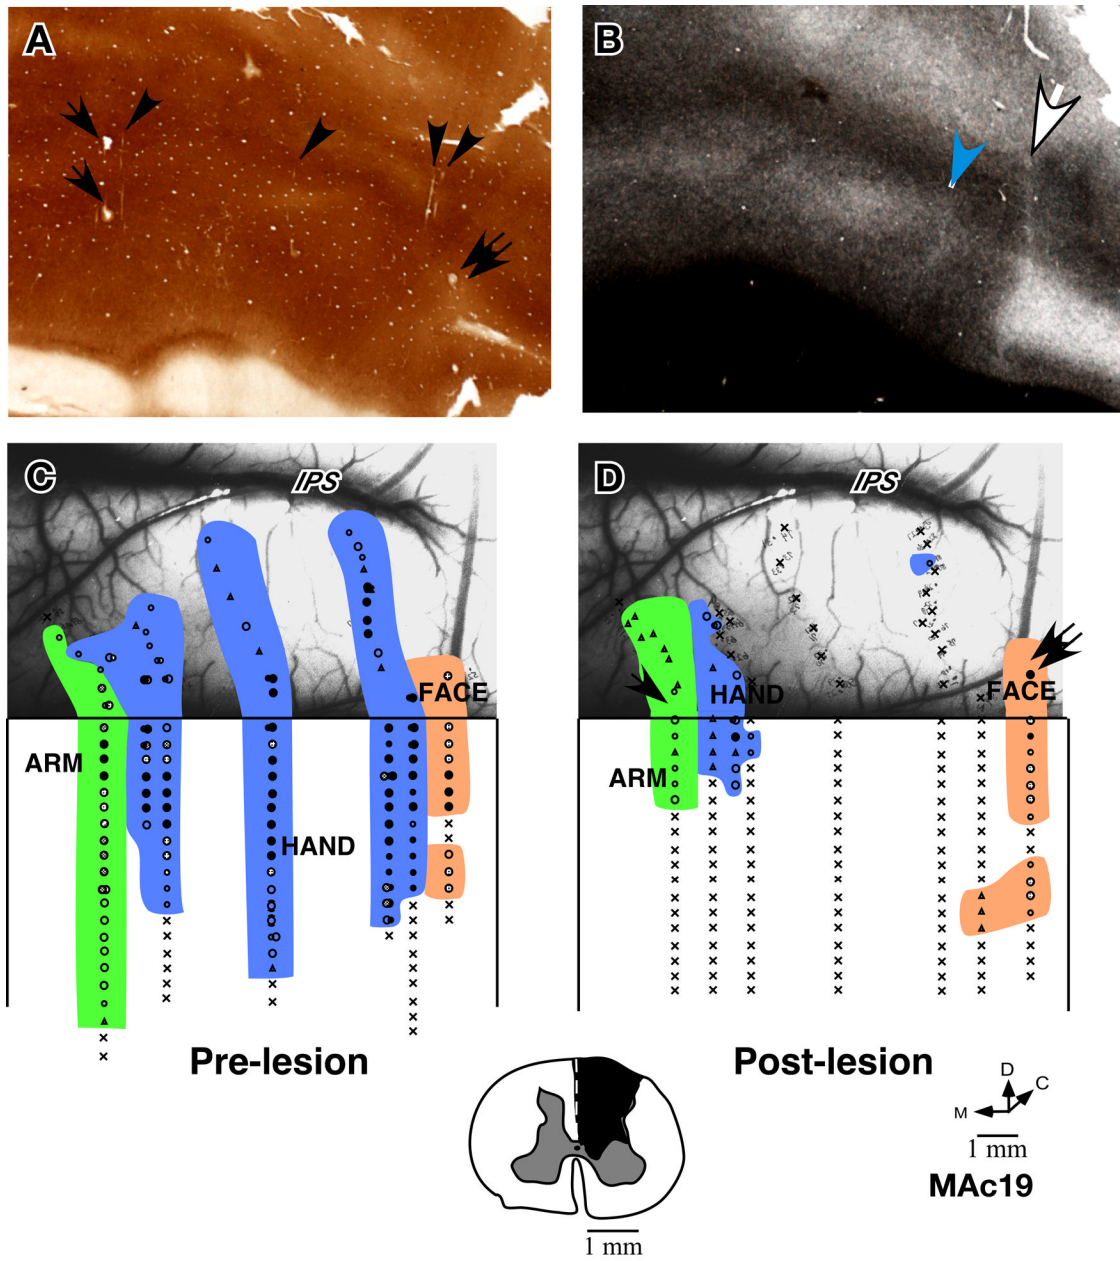 A
B
C
IPS
FACE
ARM
HAND
D
IPS
HAND
FACE
ARM
Pre-lesion
Post-lesion
D
C
M
1 mm
MAc19
1 mm